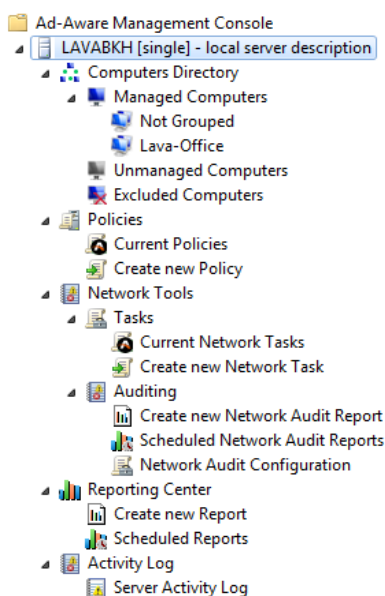 Ad-Aware Management Console
LAVABKH [single] - local server description
Computers Directory
Managed Computers
Not Grouped
Lava-Office
Unmanaged Computers
Excluded Computers
Policies
Current Policies
Create new Policy
Network Tools
Tasks
Current Network Tasks
Create new Network Task
Auditing
Create new Network Audit Report
Scheduled Network Audit Reports
Network Audit Configuration
Reporting Center
Create new Report
Scheduled Reports
Activity Log
Server Activity Log